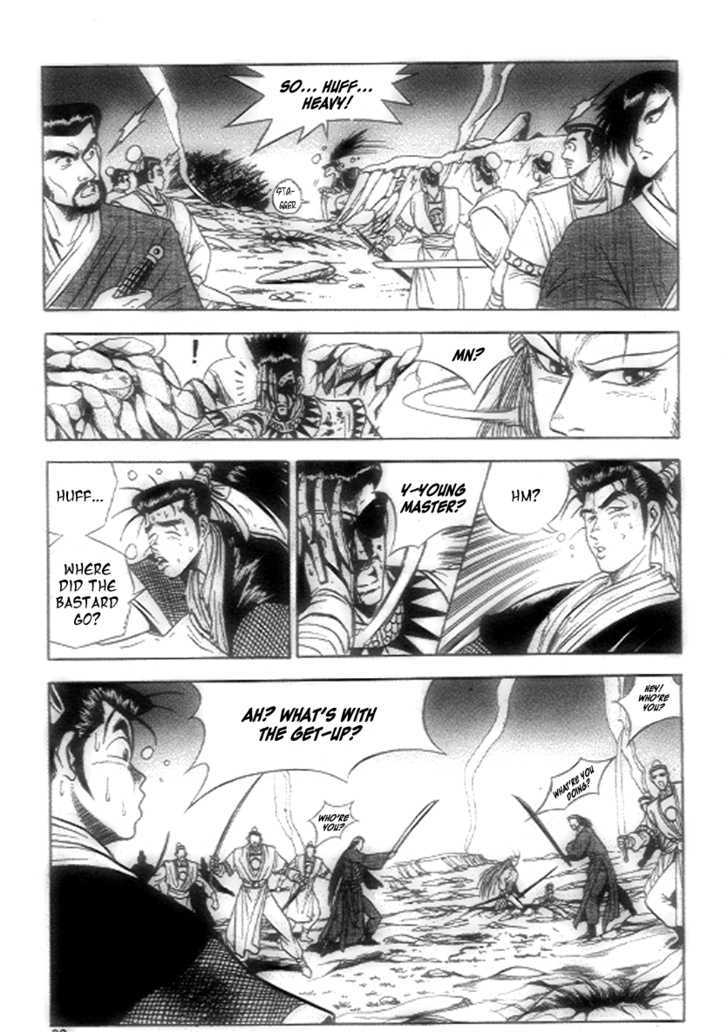 SO... HUFF...
HEAVY!
STA-
GGER
!
MN?
HUFF...
WHERE
DID THE
BASTARD
GO?
Y-YOUNG
MASTER?
HM?
AH? WHAT'S WITH
THE GET-UP?
HEY!
WHO'RE
YOU?
WHAT'RE YOU
DOING?
WHO'RE
YOU?